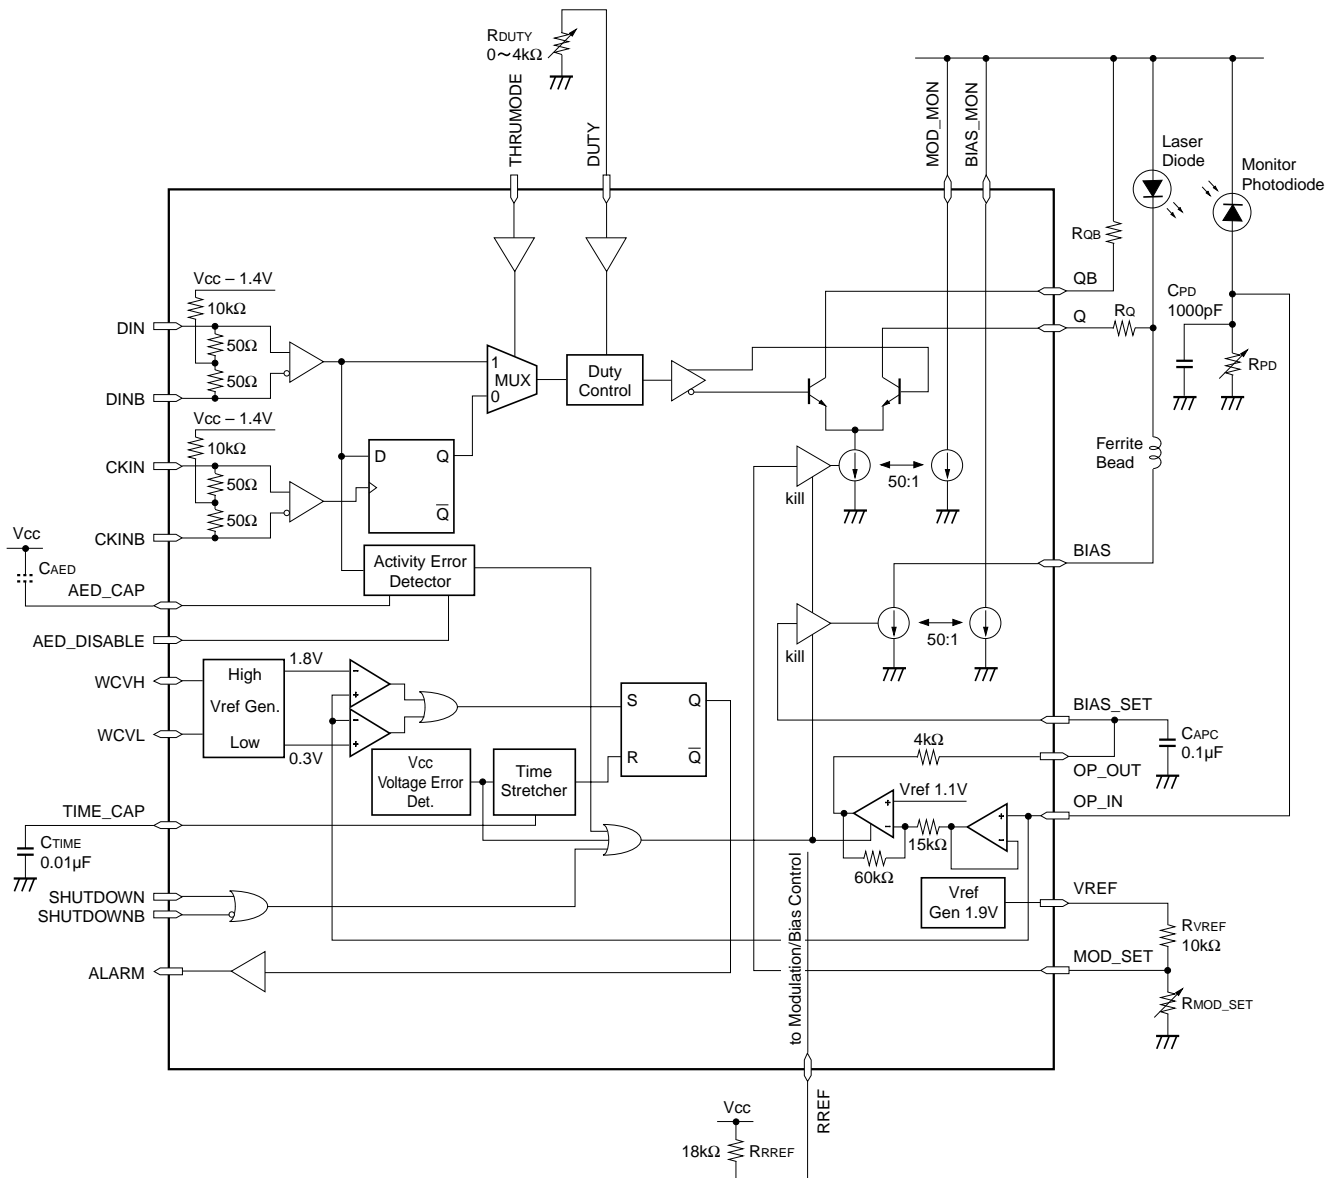 RDUTY
0～4kΩ
THRUMODE
DUTY
MOD_MON
BIAS_MON
Laser
Diode
Monitor
Photodiode
RQB
QB
CPD
1000pF
Q
RQ
RPD
Vcc – 1.4V
10kΩ
DIN
50Ω
50Ω
DINB
1
MUX
0
Duty
Control
Vcc – 1.4V
10kΩ
CKIN
50Ω
50Ω
CKINB
D
Q
Q
Ferrite
Bead
50:1
kill
Vcc
CAED
AED_CAP
Activity Error
Detector
BIAS
AED_DISABLE
50:1
kill
WCVH
High
Vref Gen.
Low
1.8V
–
+
–
+
0.3V
WCVL
S
Q
R
Q
BIAS_SET
CAPC
0.1µF
4kΩ
OP_OUT
Vcc
Voltage Error
Det.
Time
Stretcher
Vref 1.1V
+
–
15kΩ
+
–
60kΩ
OP_IN
TIME_CAP
CTIME
0.01µF
SHUTDOWN
SHUTDOWNB
Vref
Gen 1.9V
VREF
RVREF
10kΩ
MOD_SET
RMOD_SET
ALARM
to Modulation/Bias Control
RREF
Vcc
18kΩ
RRREF